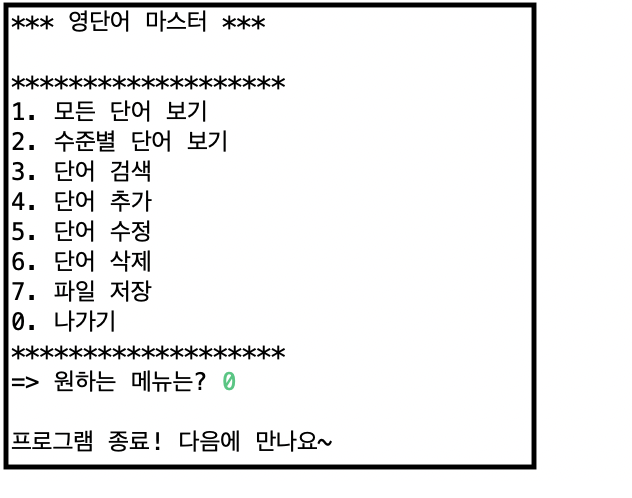 *** 영단어 마스터 ***
********************
1. 모든 단어 보기
2. 수준별 단어 보기
3. 단어 검색
4. 단어 추가
5. 단어 수정
6. 단어 삭제
7. 파일 저장
0. 나가기
********************
=> 원하는 메뉴는? 0
프로그램 종료! 다음에 만나요~